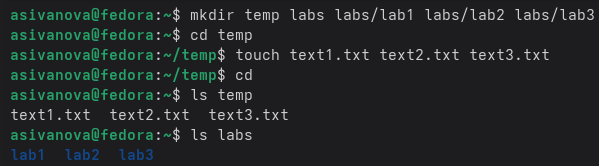 asivanova@fedora:~$ mkdir temp labs labs/lab1 labs/lab2 labs/lab3
asivanova@fedora:~$ cd temp
asivanova@fedora:~/temp$ touch text1.txt text2.txt text3.txt
asivanova@fedora:~/temp$ cd
asivanova@fedora:~$ ls temp
text1.txt  text2.txt  text3.txt
asivanova@fedora:~$ ls labs
lab1  lab2  lab3